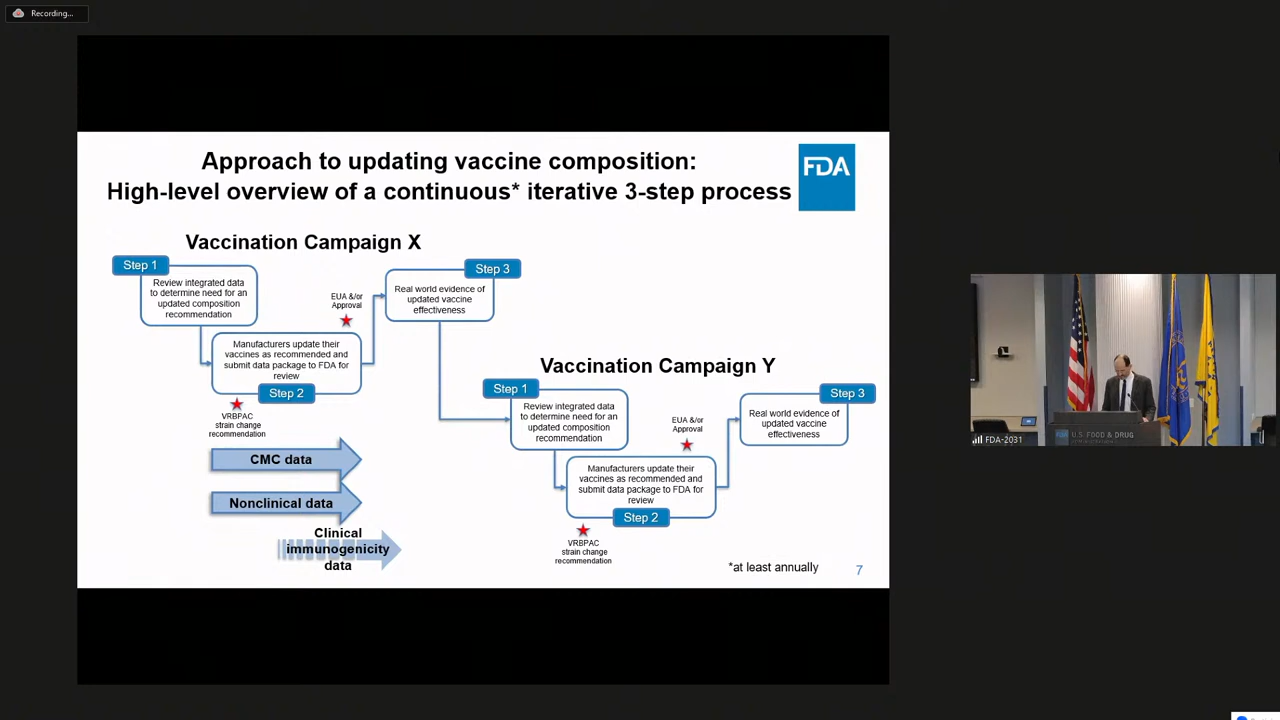 Recording...
Approach to updating vaccine composition:
High-level overview of a continuous* iterative 3-step process
FDA
Vaccination Campaign X
Step 1
Review integrated data
to determine need for an
updated composition
recommendation
EUA &/or
Approval
Step 3
Real world evidence of
updated vaccine
effectiveness
Manufacturers update their
vaccines as recommended and
submit data package to FDA for
review
Step 2
VRBPAC
strain change
recommendation
CMC data
Nonclinical data
Clinical
immunogenicity
data
Vaccination Campaign Y
Step 1
Review integrated data
to determine need for an
updated composition
recommendation
EUA &/or
Approval
Step 3
Real world evidence of
updated vaccine
effectiveness
Manufacturers update their
vaccines as recommended and
submit data package to FDA for
review
Step 2
VRBPAC
strain change
recommendation
*at least annually
7
FDA-2031
U.S. FOOD & DRUG